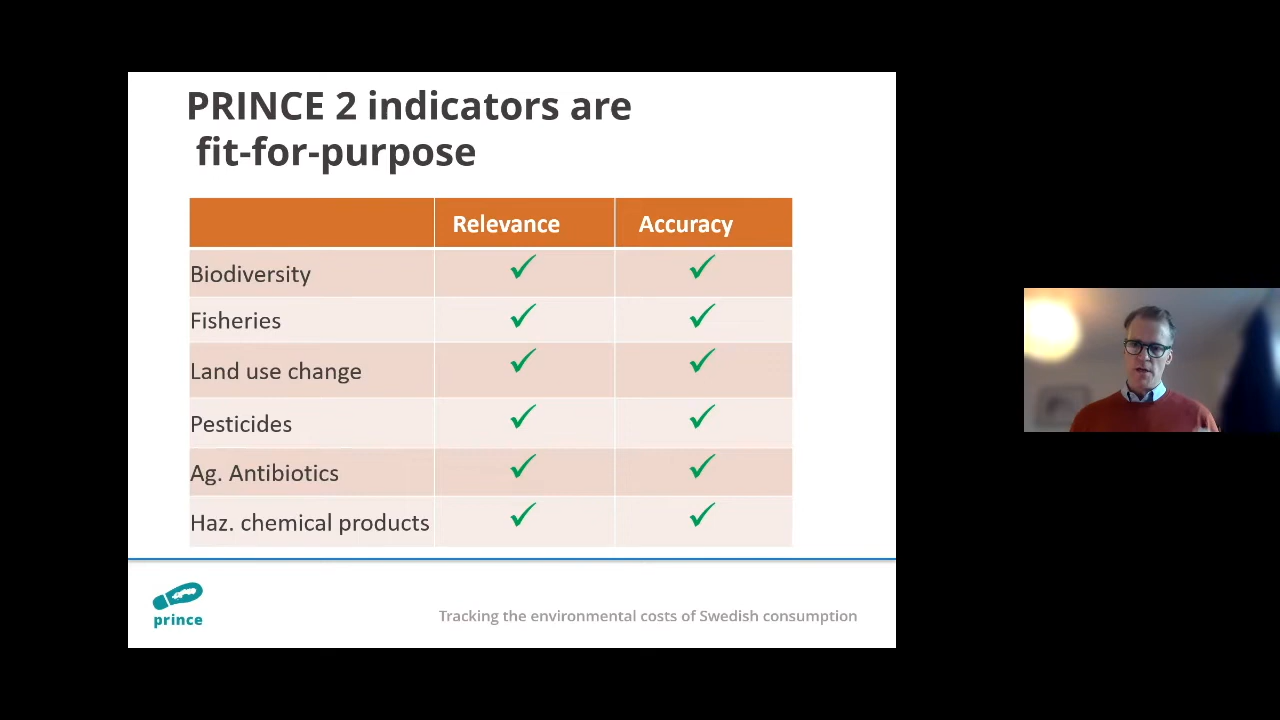 PRINCE 2 indicators are
fit-for-purpose
Relevance Accuracy
Biodiversity ✓ ✓
Fisheries ✓ ✓
Land use change ✓ ✓
Pesticides ✓ ✓
Ag. Antibiotics ✓ ✓
Haz. chemical products ✓ ✓
prince
Tracking the environmental costs of Swedish consumption